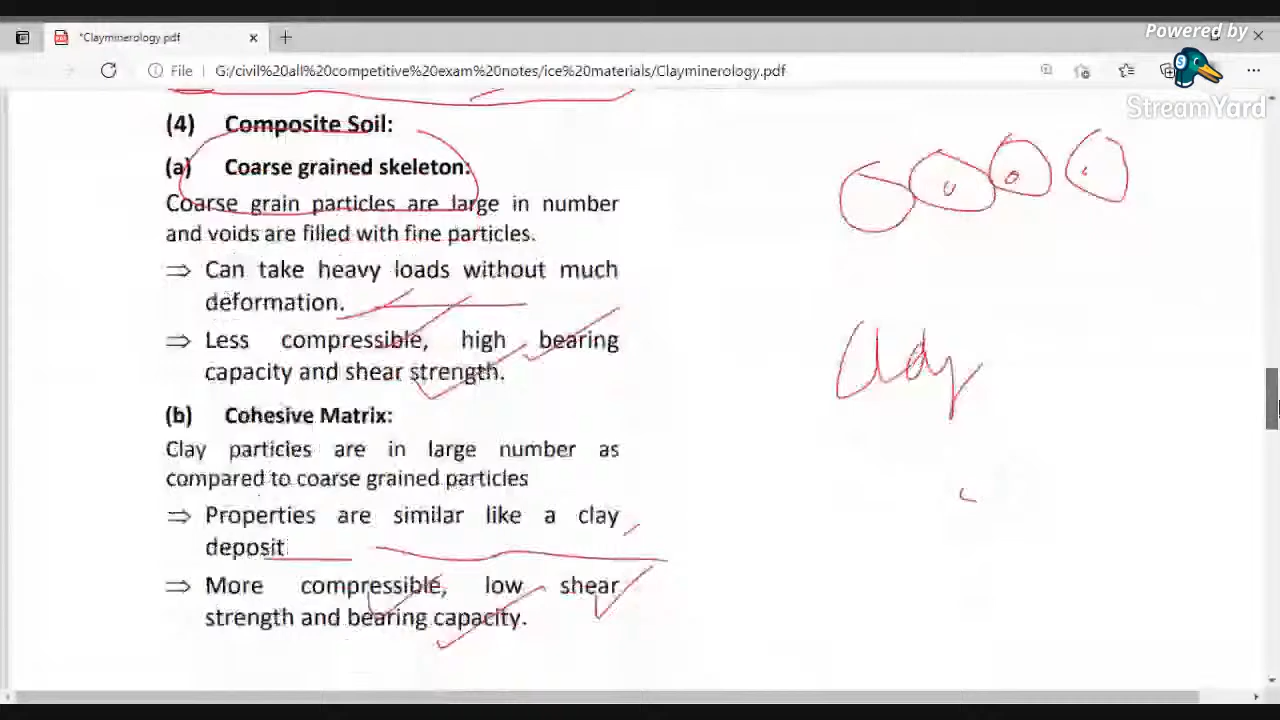 Powered by
*Clayminerology.pdf
File G:/civil%20all%20competitive%20exam%20notes/ice%20materials/Clayminerology.pdf
StreamYard
(4) Composite Soil:
(a) Coarse grained skeleton:
Coarse grain particles are large in number
and voids are filled with fine particles.
⇒ Can take heavy loads without much
deformation.
⇒ Less compressible, high bearing
capacity and shear strength.
Clay
(b) Cohesive Matrix:
Clay particles are in large number as
compared to coarse grained particles
⇒ Properties are similar like a clay
deposit
⇒ More compressible, low shear
strength and bearing capacity.